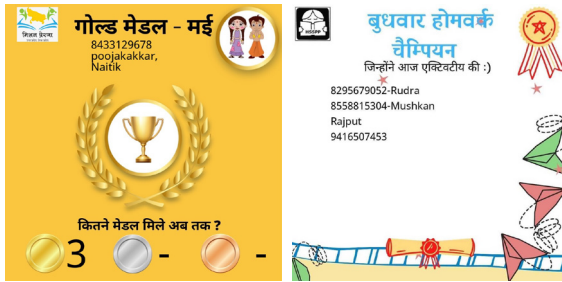 गोल्ड मेडल - मई
8433129678
poojakakkar,
Naitik
कितने मेडल मिले अब तक ?
3 - -
बुधवार होमवर्क
चैम्पियन
जिन्होंने आज एक्टिवटीय की :)
8295679052-Rudra
8558815304-Mushkan
Rajput
9416507453